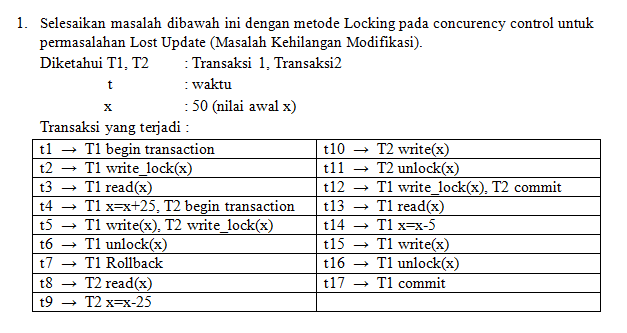 1. Selesaikan masalah dibawah ini dengan metode Locking pada concurency control untuk
permasalahan Lost Update (Masalah Kehilangan Modifikasi).
Diketahui T1, T2 : Transaksi 1, Transaksi2
t : waktu
x : 50 (nilai awal x)
Transaksi yang terjadi :
t1 → T1 begin transaction
t2 → T1 write_lock(x)
t3 → T1 read(x)
t4 → T1 x=x+25, T2 begin transaction
t5 → T1 write(x), T2 write_lock(x)
t6 → T1 unlock(x)
t7 → T1 Rollback
t8 → T2 read(x)
t9 → T2 x=x-25
t10 → T2 write(x)
t11 → T2 unlock(x)
t12 → T1 write_lock(x), T2 commit
t13 → T1 read(x)
t14 → T1 x=x-5
t15 → T1 write(x)
t16 → T1 unlock(x)
t17 → T1 commit